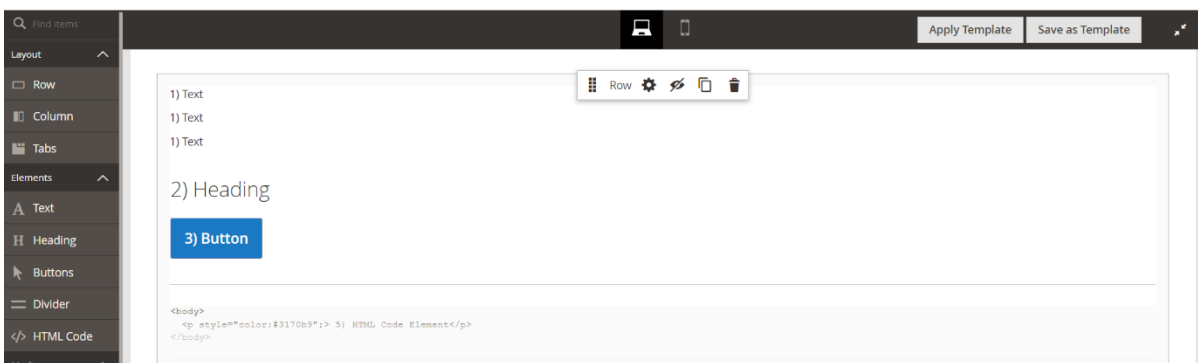 Find items
Apply Template
Save as Template
Layout
Row
Column
Tabs
Elements
Text
Heading
Buttons
Divider
HTML Code
Row
1) Text
1) Text
1) Text
2) Heading
3) Button
<body>
<p style="color:#3170b9";> 5) HTML Code Element</p>
</body>